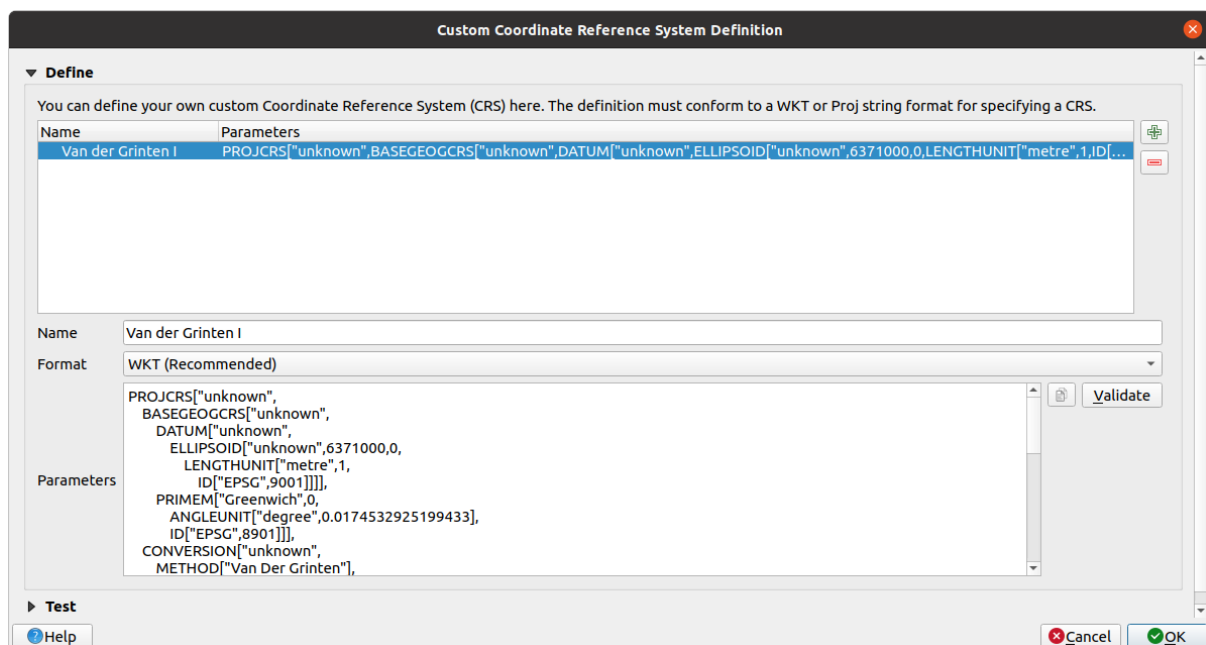 Custom Coordinate Reference System Definition
Define
You can define your own custom Coordinate Reference System (CRS) here. The definition must conform to a WKT or Proj string format for specifying a CRS.
Name Parameters
Van der Grinten I PROJCRS["unknown",BASEGEOGCRS["unknown",DATUM["unknown",ELLIPSOID["unknown",6371000,0,LENGTHUNIT["metre",1,ID[...
Name Van der Grinten I
Format WKT (Recommended)
PROJCRS["unknown",
Validate
BASEGEOGCRS["unknown",
DATUM["unknown",
ELLIPSOID["unknown",6371000,0,
LENGTHUNIT["metre",1,
Parameters ID["EPSG",9001]]]],
PRIMEM["Greenwich",0,
ANGLEUNIT["degree",0.0174532925199433],
ID["EPSG",8901]]],
CONVERSION["unknown",
METHOD["Van Der Grinten"],
Test
Help Cancel OK